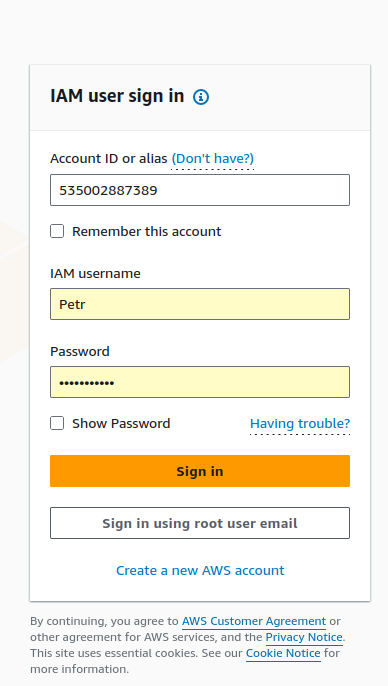 IAM user sign in
Account ID or alias (Don't have?)
535002887389
Remember this account
IAM username
Petr
Password
•••••••••••
Show Password
Having trouble?
Sign in
Sign in using root user email
Create a new AWS account
By continuing, you agree to AWS Customer Agreement or
other agreement for AWS services, and the Privacy Notice.
This site uses essential cookies. See our Cookie Notice for
more information.